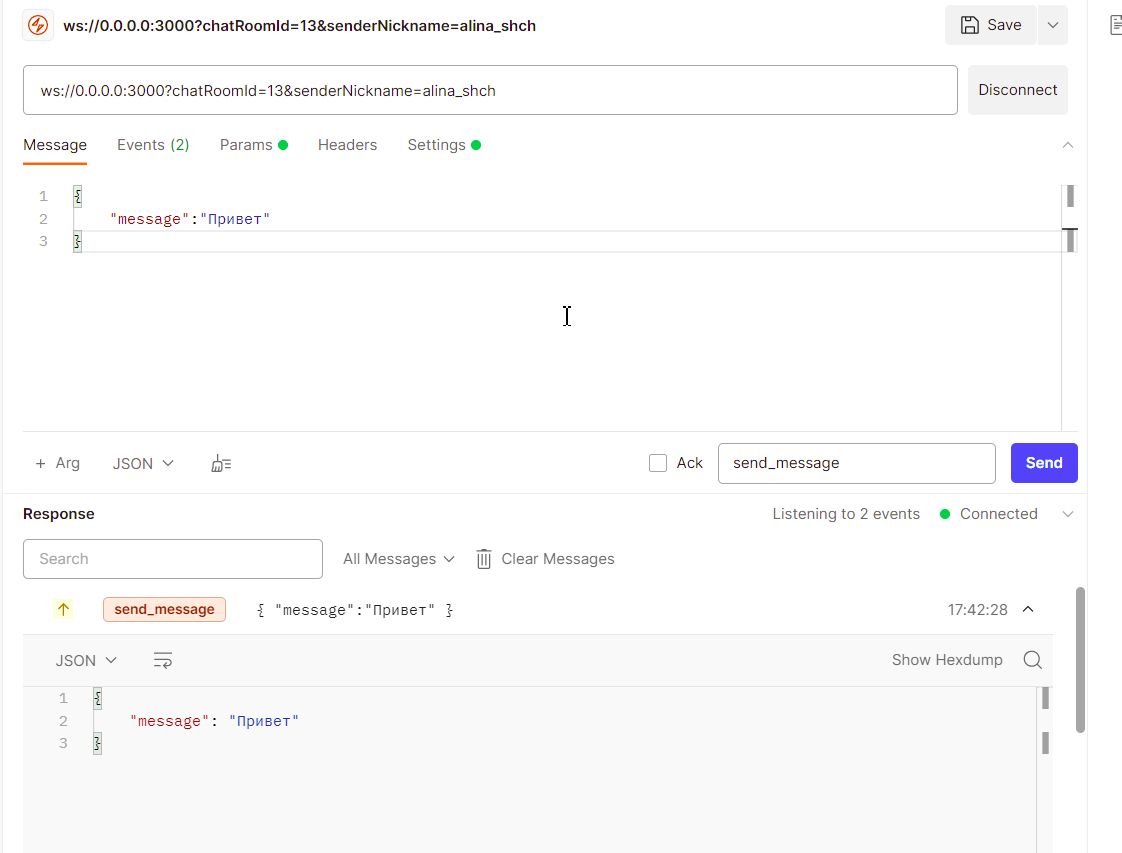 ws://0.0.0.0:3000?chatRoomId=13&senderNickname=alina_shch
Save
ws://0.0.0.0:3000?chatRoomId=13&senderNickname=alina_shch
Disconnect
Message Events (2) Params Headers Settings
1 {
2 "message":"Привет"
3 }
+ Arg JSON Ack send_message Send
Response Listening to 2 events Connected
Search All Messages Clear Messages
send_message { "message":"Привет" } 17:42:28
JSON Show Hexdump
1 {
2 "message": "Привет"
3 }